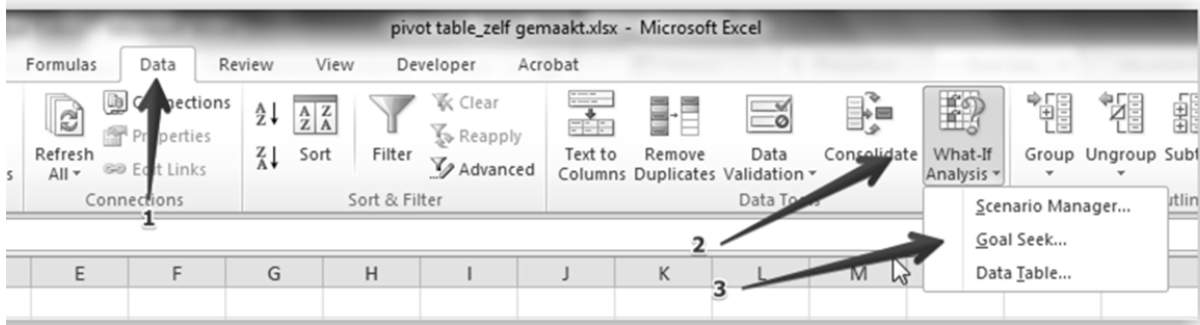 pivot table_zelf gemaakt.xlsx - Microsoft Excel
Formulas Data Review View Developer Acrobat
Refresh All
Connections
Properties
Edit Links
Connections
A Z
Z A
A Z Z A
Sort
Filter
Clear
Reapply
Advanced
Sort & Filter
Text to Columns
Remove Duplicates
Data Validation
Consolidate
What-If Analysis
Data Tools
Group
Ungroup
Scenario Manager...
Goal Seek...
Data Table...
1
2
3
E F G H I J K L M